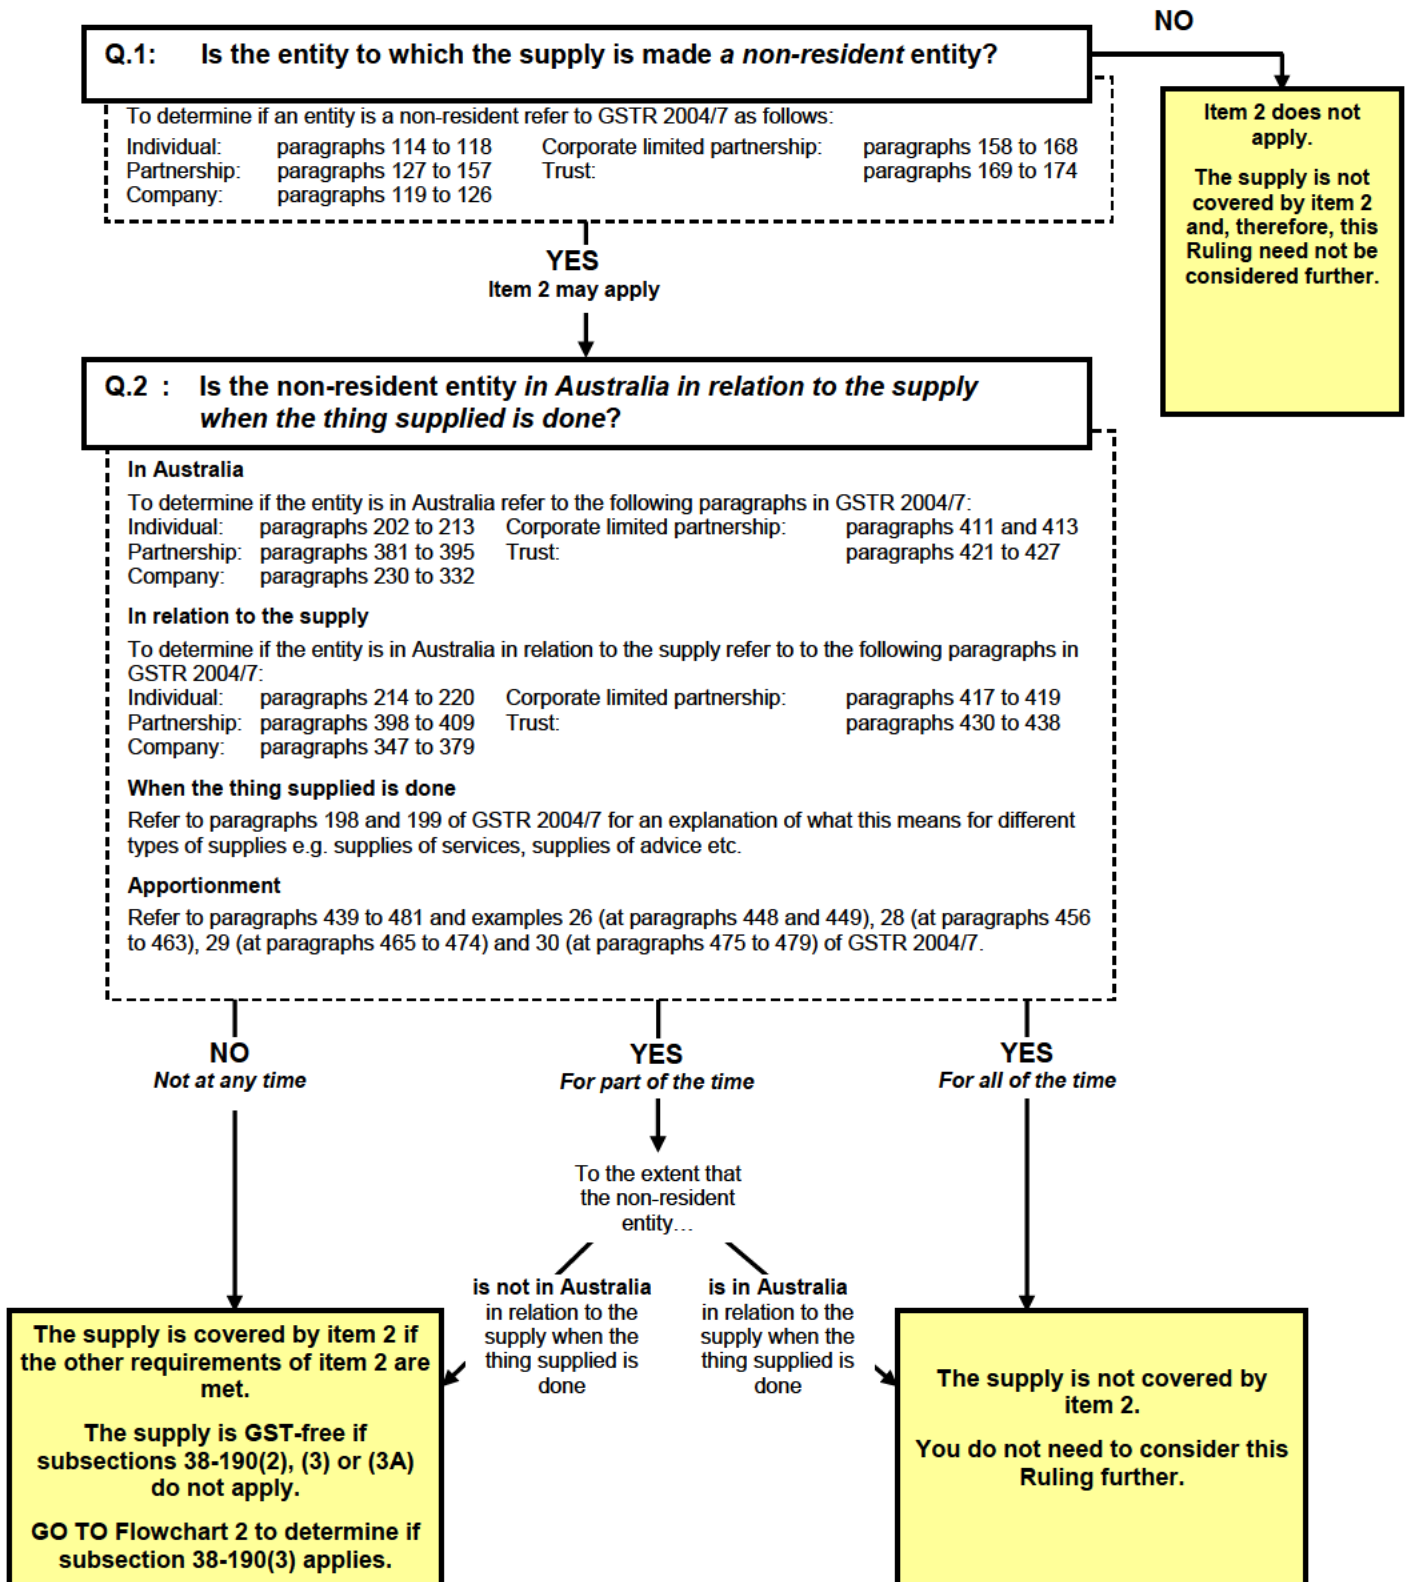 NO
Q.1: Is the entity to which the supply is made a non-resident entity?
To determine if an entity is a non-resident refer to GSTR 2004/7 as follows:
Individual: paragraphs 114 to 118 Corporate limited partnership: paragraphs 158 to 168
Partnership: paragraphs 127 to 157 Trust: paragraphs 169 to 174
Company: paragraphs 119 to 126
Item 2 does not
apply.
The supply is not
covered by item 2
and, therefore, this
Ruling need not be
considered further.
YES
Item 2 may apply
Q.2 : Is the non-resident entity in Australia in relation to the supply
when the thing supplied is done?
In Australia
To determine if the entity is in Australia refer to the following paragraphs in GSTR 2004/7:
Individual: paragraphs 202 to 213 Corporate limited partnership: paragraphs 411 and 413
Partnership: paragraphs 381 to 395 Trust: paragraphs 421 to 427
Company: paragraphs 230 to 332
In relation to the supply
To determine if the entity is in Australia in relation to the supply refer to to the following paragraphs in
GSTR 2004/7:
Individual: paragraphs 214 to 220 Corporate limited partnership: paragraphs 417 to 419
Partnership: paragraphs 398 to 409 Trust: paragraphs 430 to 438
Company: paragraphs 347 to 379
When the thing supplied is done
Refer to paragraphs 198 and 199 of GSTR 2004/7 for an explanation of what this means for different
types of supplies e.g. supplies of services, supplies of advice etc.
Apportionment
Refer to paragraphs 439 to 481 and examples 26 (at paragraphs 448 and 449), 28 (at paragraphs 456
to 463), 29 (at paragraphs 465 to 474) and 30 (at paragraphs 475 to 479) of GSTR 2004/7.
NO
Not at any time
YES
For part of the time
YES
For all of the time
To the extent that
the non-resident
entity…
is not in Australia
in relation to the
supply when the
thing supplied is
done
is in Australia
in relation to the
supply when the
thing supplied is
done
The supply is covered by item 2 if
the other requirements of item 2 are
met.
The supply is GST-free if
subsections 38-190(2), (3) or (3A)
do not apply.
GO TO Flowchart 2 to determine if
subsection 38-190(3) applies.
The supply is not covered by
item 2.
You do not need to consider this
Ruling further.